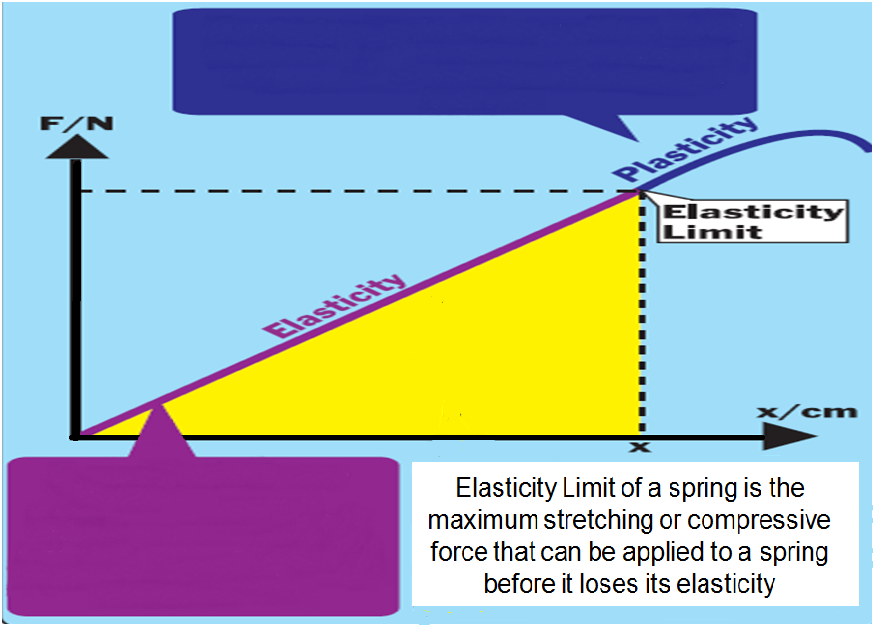 F/N
Plasticity
Elasticity
Limit
Elasticity
x/cm
x
Elasticity Limit of a spring is the
maximum stretching or compressive
force that can be applied to a spring
before it loses its elasticity